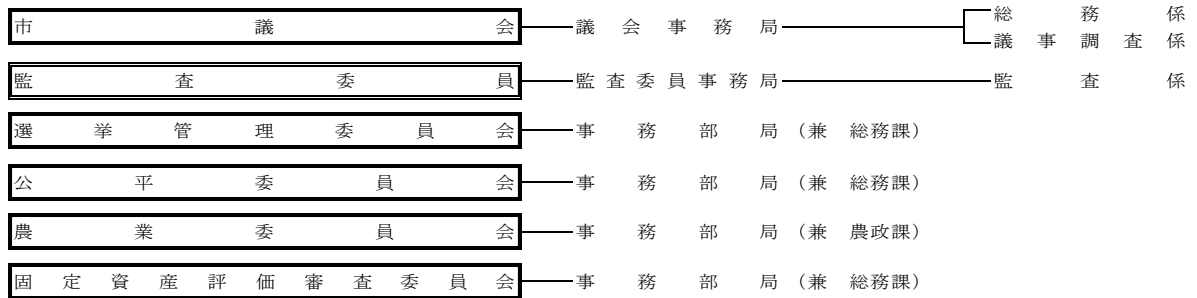 市議会 議会事務局 総務係
議事調査係
監査委員 監査委員事務局 監査係
選挙管理委員会 事務部局(兼 総務課)
公平委員会 事務部局(兼 総務課)
農業委員会 事務部局(兼 農政課)
固定資産評価審査委員会 事務部局(兼 総務課)